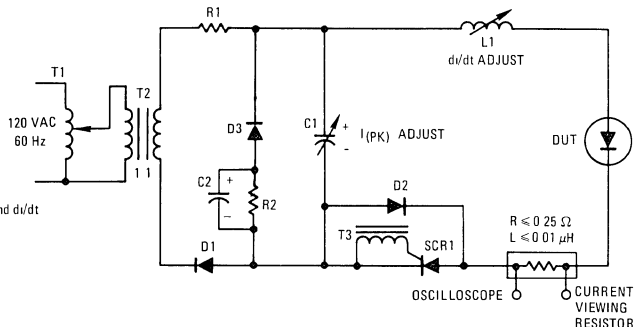 R1
L1
di/dt ADJUST
T1
T2
120 VAC
60 Hz
1 1
D3
C1
+
-
I(PK) ADJUST
DUT
C2
+
-
R2
D2
nd di/dt
T3
SCR1
R ⩽ 0 25 Ω
L ⩽ 0 01 μH
D1
OSCILLOSCOPE
CURRENT
VIEWING
RESISTOR